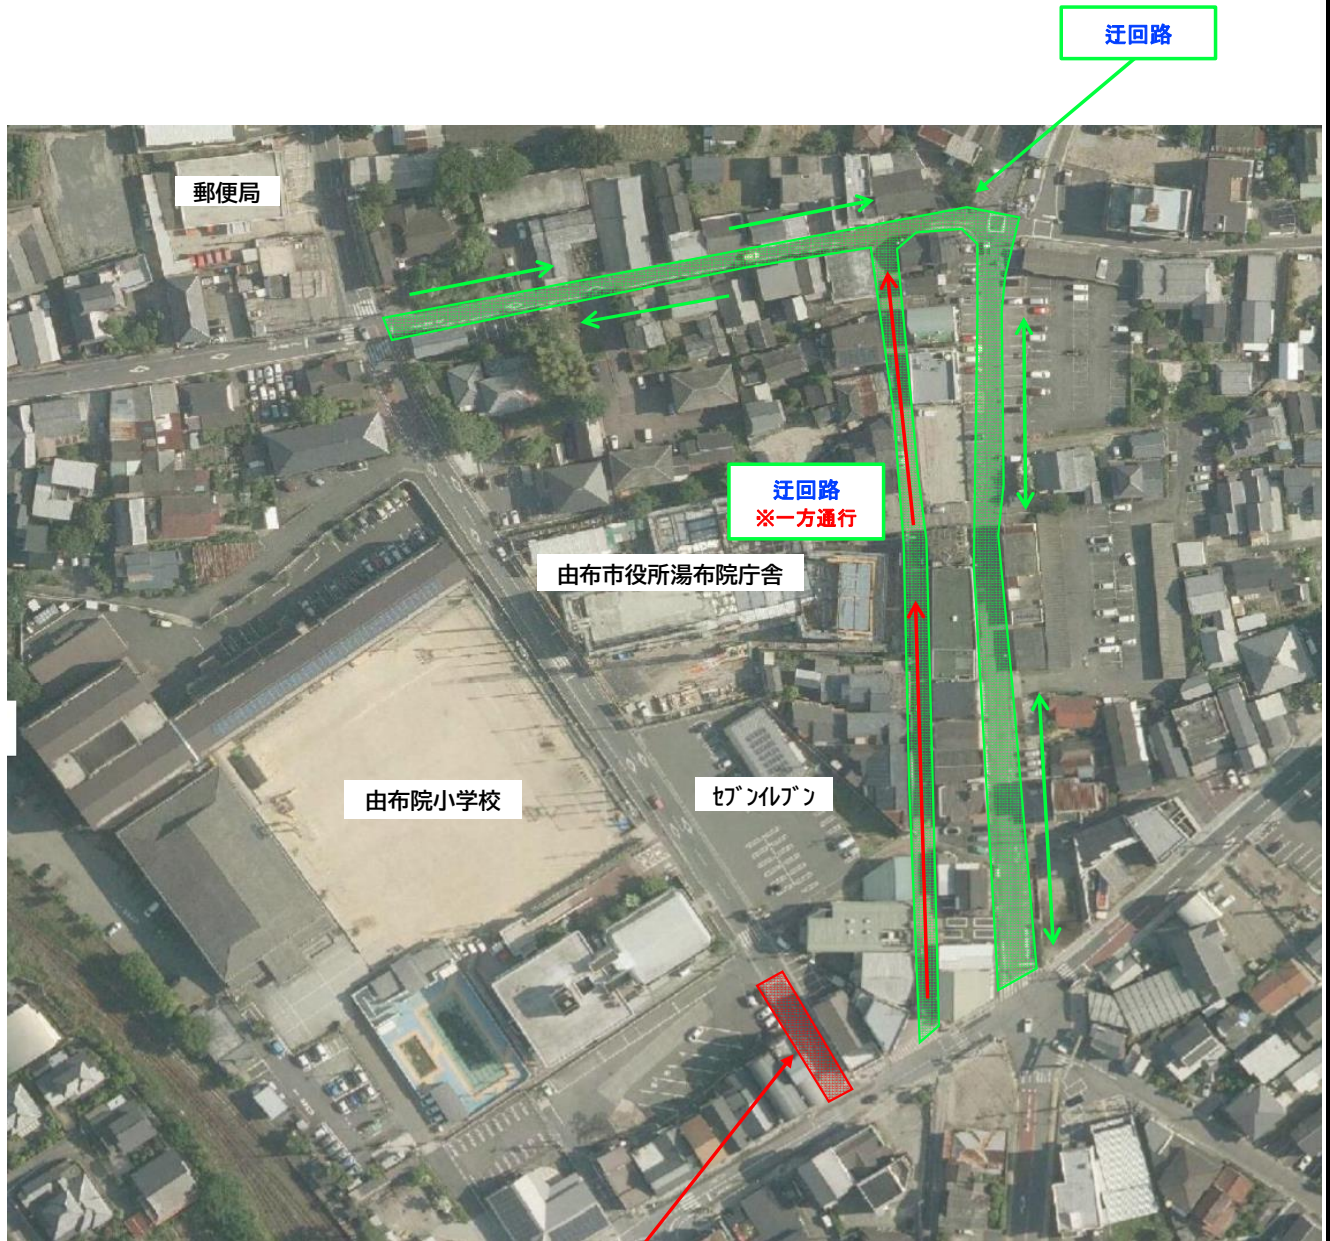 迂回路
郵便局
迂回路
※一方通行
由布市役所湯布院庁舎
由布院小学校
ｾﾌﾞﾝｲﾚﾌﾞﾝ